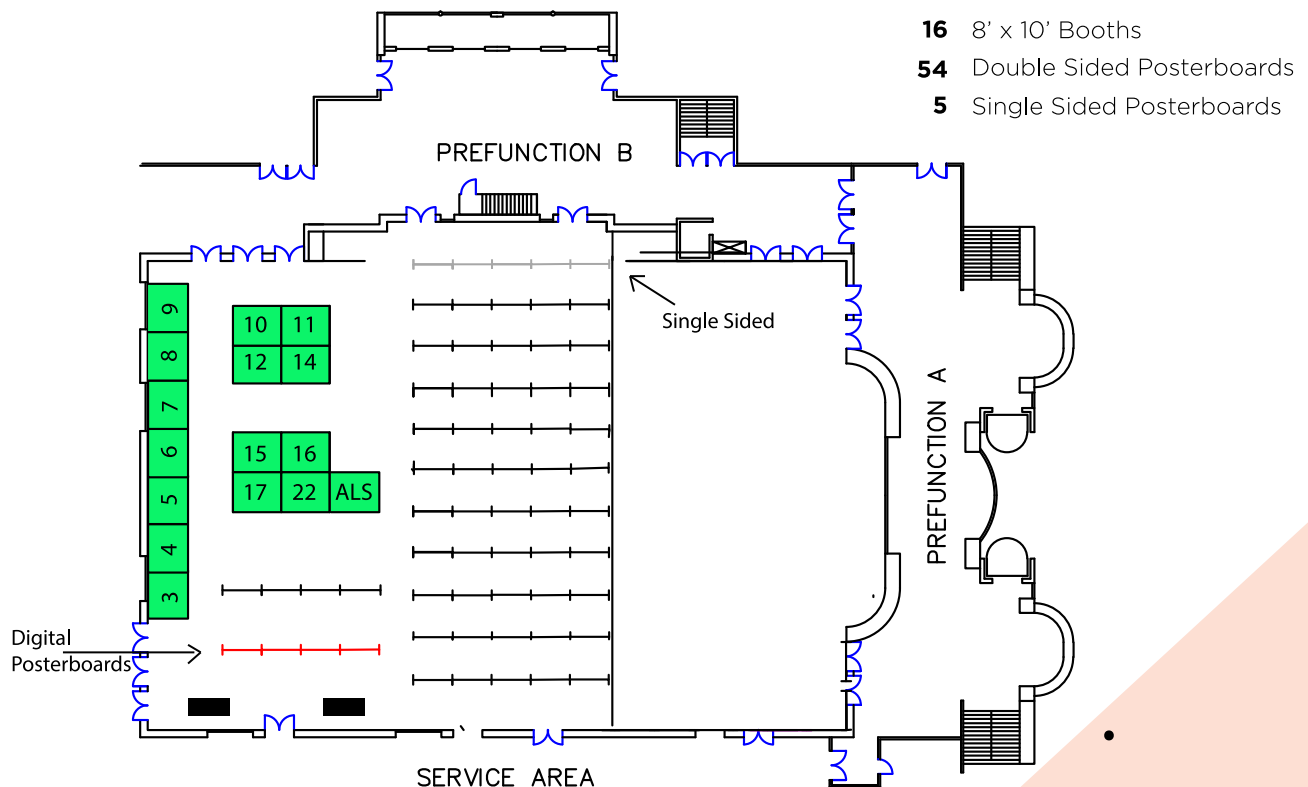 16 8’ x 10’ Booths
54 Double Sided Posterboards
5 Single Sided Posterboards
PREFUNCTION B
Single Sided
PREFUNCTION A
9
8
7
6
5
4
3
10 11
12 14
15 16
17 22 ALS
Digital
Posterboards
SERVICE AREA